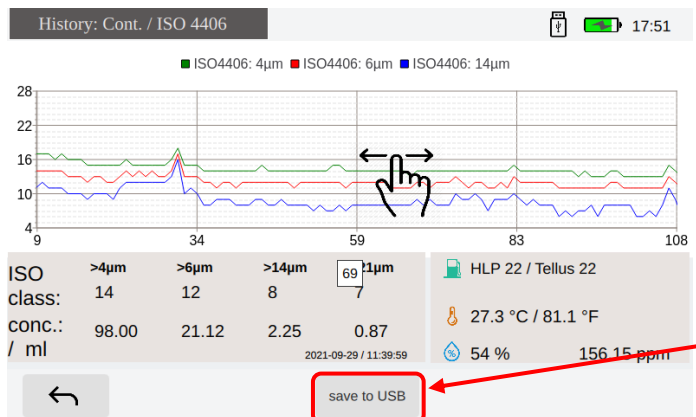 History: Cont. / ISO 4406
17:51
ISO4406: 4µm ISO4406: 6µm ISO4406: 14µm
28
22
16
10
4
9 34 59 83 108
>4µm >6µm >14µm 69 21µm
ISO class: 14 12 8 7
conc.: / ml 98.00 21.12 2.25 0.87
2021-09-29 / 11:39:59
HLP 22 / Tellus 22
27.3 °C / 81.1 °F
% 54 % 156.15 ppm
save to USB